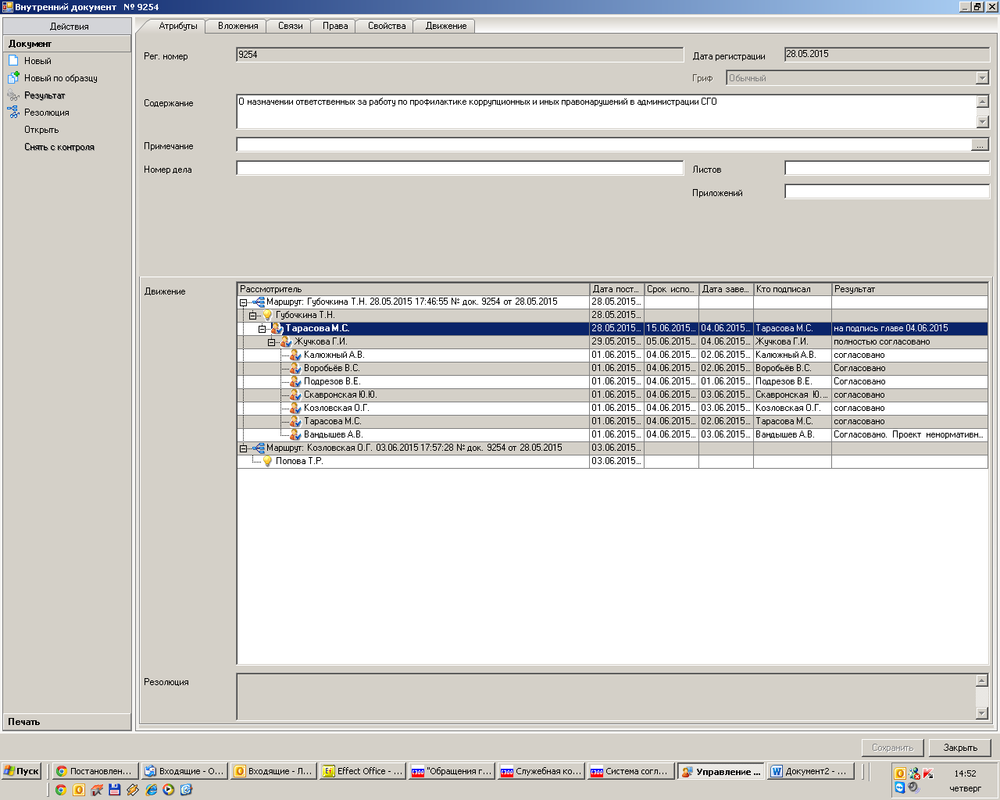 Внутренний документ № 9254
Действия
Документ
Новый
Новый по образцу
Результат
Резолюция
Открыть
Снять с контроля
Печать
Атрибуты Вложения Связи Права Свойства Движение
Рег. номер 9254 Дата регистрации 28.05.2015
Гриф Обычный
Содержание О назначении ответственных за работу по профилактике коррупционных и иных правонарушений в администрации СГО
Примечание ...
Номер дела Листов
Приложений
Движение
Рассмотритель Дата пост... Срок испо... Дата заве... Кто подписал Результат
Маршрут: Губочкина Т.Н. 28.05.2015 17:46:55 № док. 9254 от 28.05.2015 28.05.2015...
Губочкина Т.Н. 28.05.2015...
Тарасова М.С. 28.05.2015... 15.06.2015... 04.06.2015... Тарасова М.С. на подпись главе 04.06.2015
Жучкова Г.И. 29.05.2015... 05.06.2015... 04.06.2015... Жучкова Г.И. полностью согласовано
Калюжный А.В. 01.06.2015... 04.06.2015... 02.06.2015... Калюжный А.В. согласовано
Воробьёв В.С. 01.06.2015... 04.06.2015... 02.06.2015... Воробьёв В.С. Согласовано
Подрезов В.Е. 01.06.2015... 04.06.2015... 01.06.2015... Подрезов В.Е. Согласовано
Скавронская Ю.Ю. 01.06.2015... 04.06.2015... 03.06.2015... Скавронская Ю.... согласовано
Козловская О.Г. 01.06.2015... 04.06.2015... 03.06.2015... Козловская О.Г. согласовано
Тарасова М.С. 01.06.2015... 04.06.2015... 02.06.2015... Тарасова М.С. согласовано
Вандышев А.В. 01.06.2015... 04.06.2015... 03.06.2015... Вандышев А.В. Согласовано. Проект ненормативн...
Маршрут: Козловская О.Г. 03.06.2015 17:57:28 № док. 9254 от 28.05.2015 03.06.2015...
Попова Т.Р. 03.06.2015...
Резолюция
Сохранить Закрыть
Пуск Постановлен... Входящие - О... Входящие - Л... Effect Office - ... "Обращения г... Служебная ко... Система согл... Управление ... Документ2 - ...
14:52
четверг